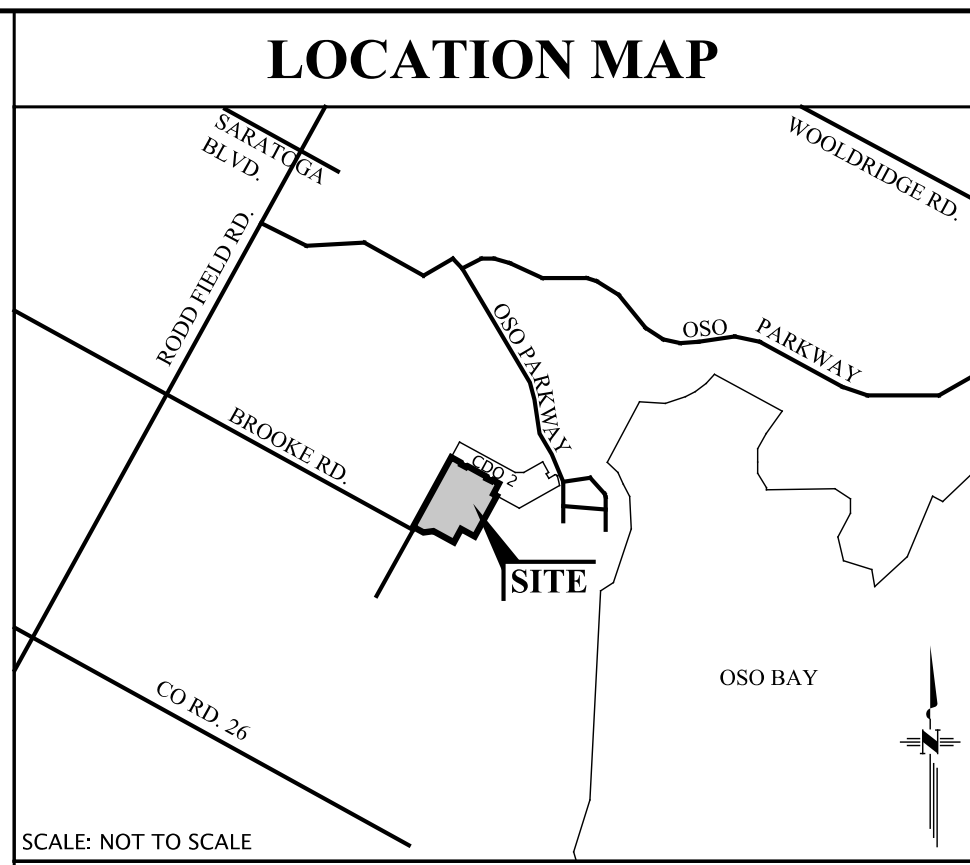 LOCATION MAP
SARATOGA
BLVD.
WOOLDRIDGE RD.
RODD FIELD RD.
OSO PARKWAY
OSO PARKWAY
BROOKE RD.
CDO 2
SITE
OSO BAY
CO RD. 26
N
SCALE: NOT TO SCALE